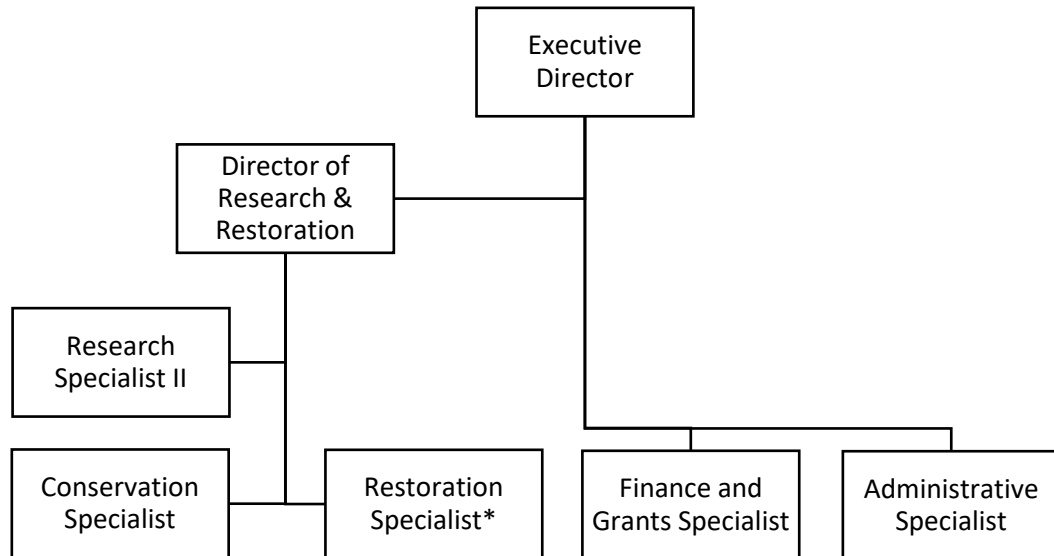 Executive
Director
Director of
Research &
Restoration
Research
Specialist II
Conservation
Specialist
Restoration
Specialist*
Finance and
Grants Specialist
Administrative
Specialist